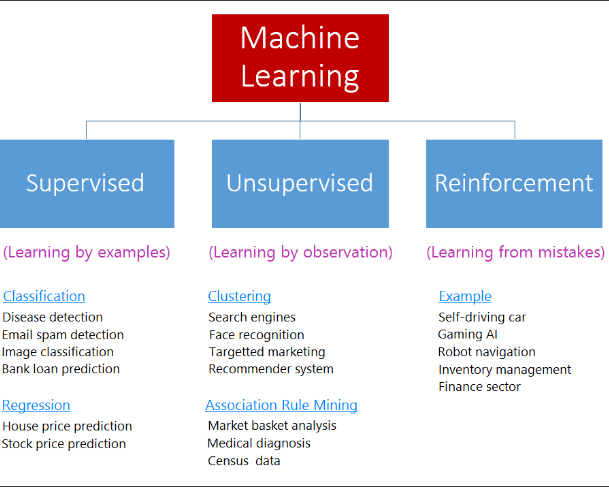 Machine
Learning
Supervised
Unsupervised
Reinforcement
(Learning by examples)
(Learning by observation)
(Learning from mistakes)
Classification
Disease detection
Email spam detection
Image classification
Bank loan prediction
Regression
House price prediction
Stock price prediction
Clustering
Search engines
Face recognition
Targetted marketing
Recommender system
Association Rule Mining
Market basket analysis
Medical diagnosis
Census data
Example
Self-driving car
Gaming AI
Robot navigation
Inventory management
Finance sector